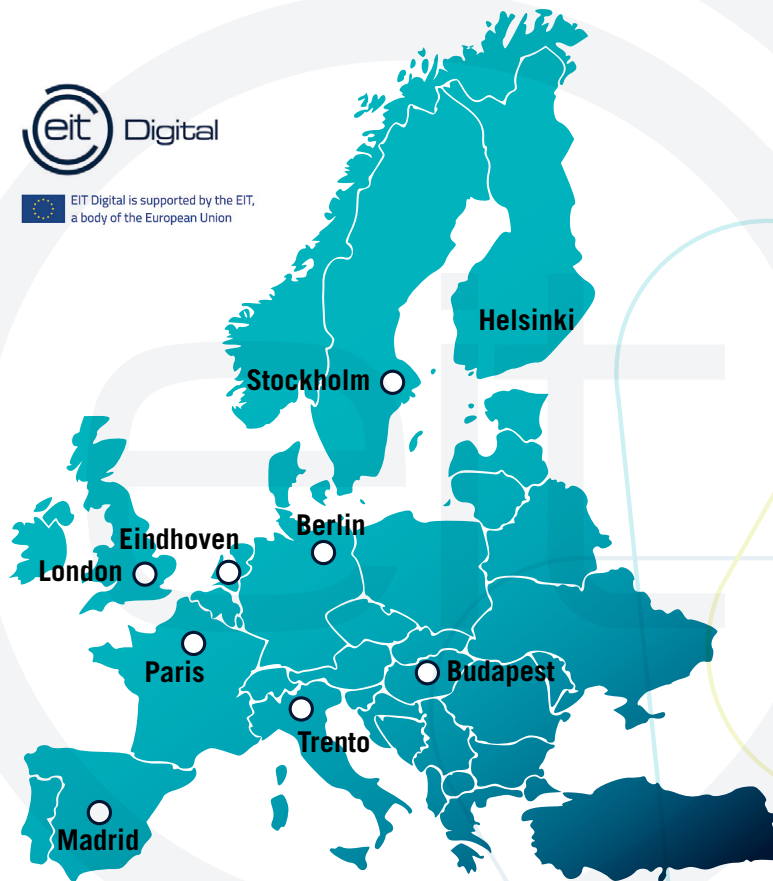 eit Digital
EIT Digital is supported by the EIT,
a body of the European Union
Helsinki
Stockholm
Berlin
Eindhoven
London
Paris
Budapest
Trento
Madrid
eit